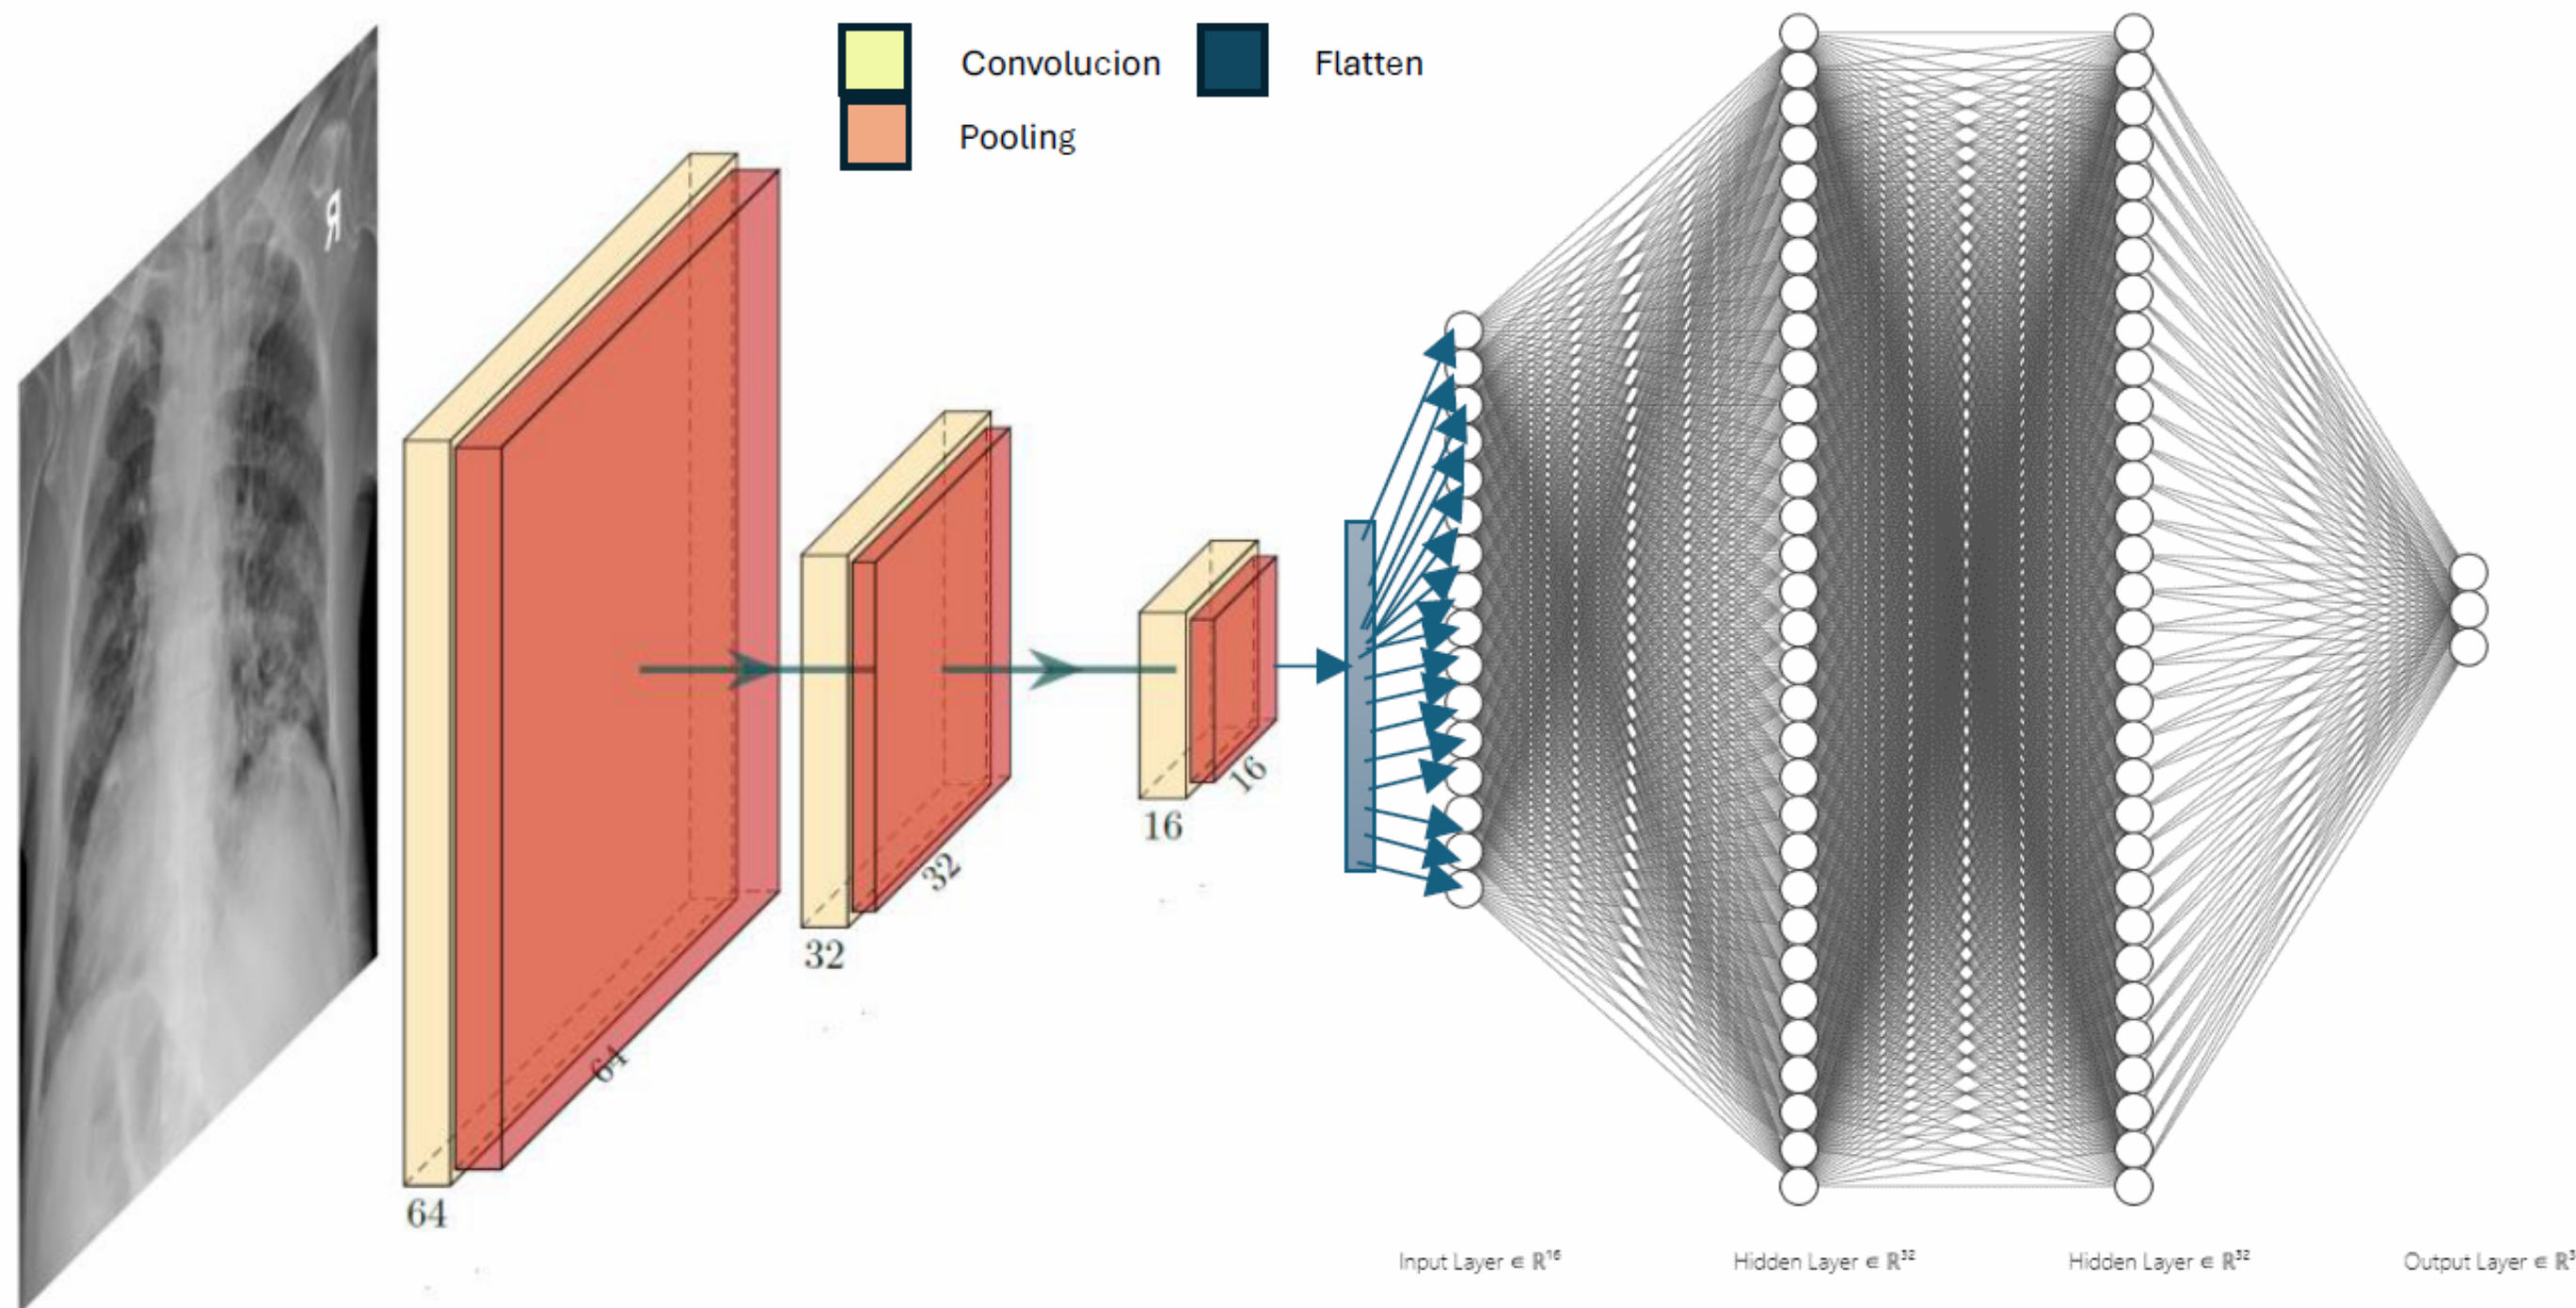 Convolucion
Flatten
Pooling
R
64
64
32
32
16
16
Input Layer ∈ ℝ¹⁶
Hidden Layer ∈ ℝ³²
Hidden Layer ∈ ℝ³²
Output Layer ∈ ℝ³